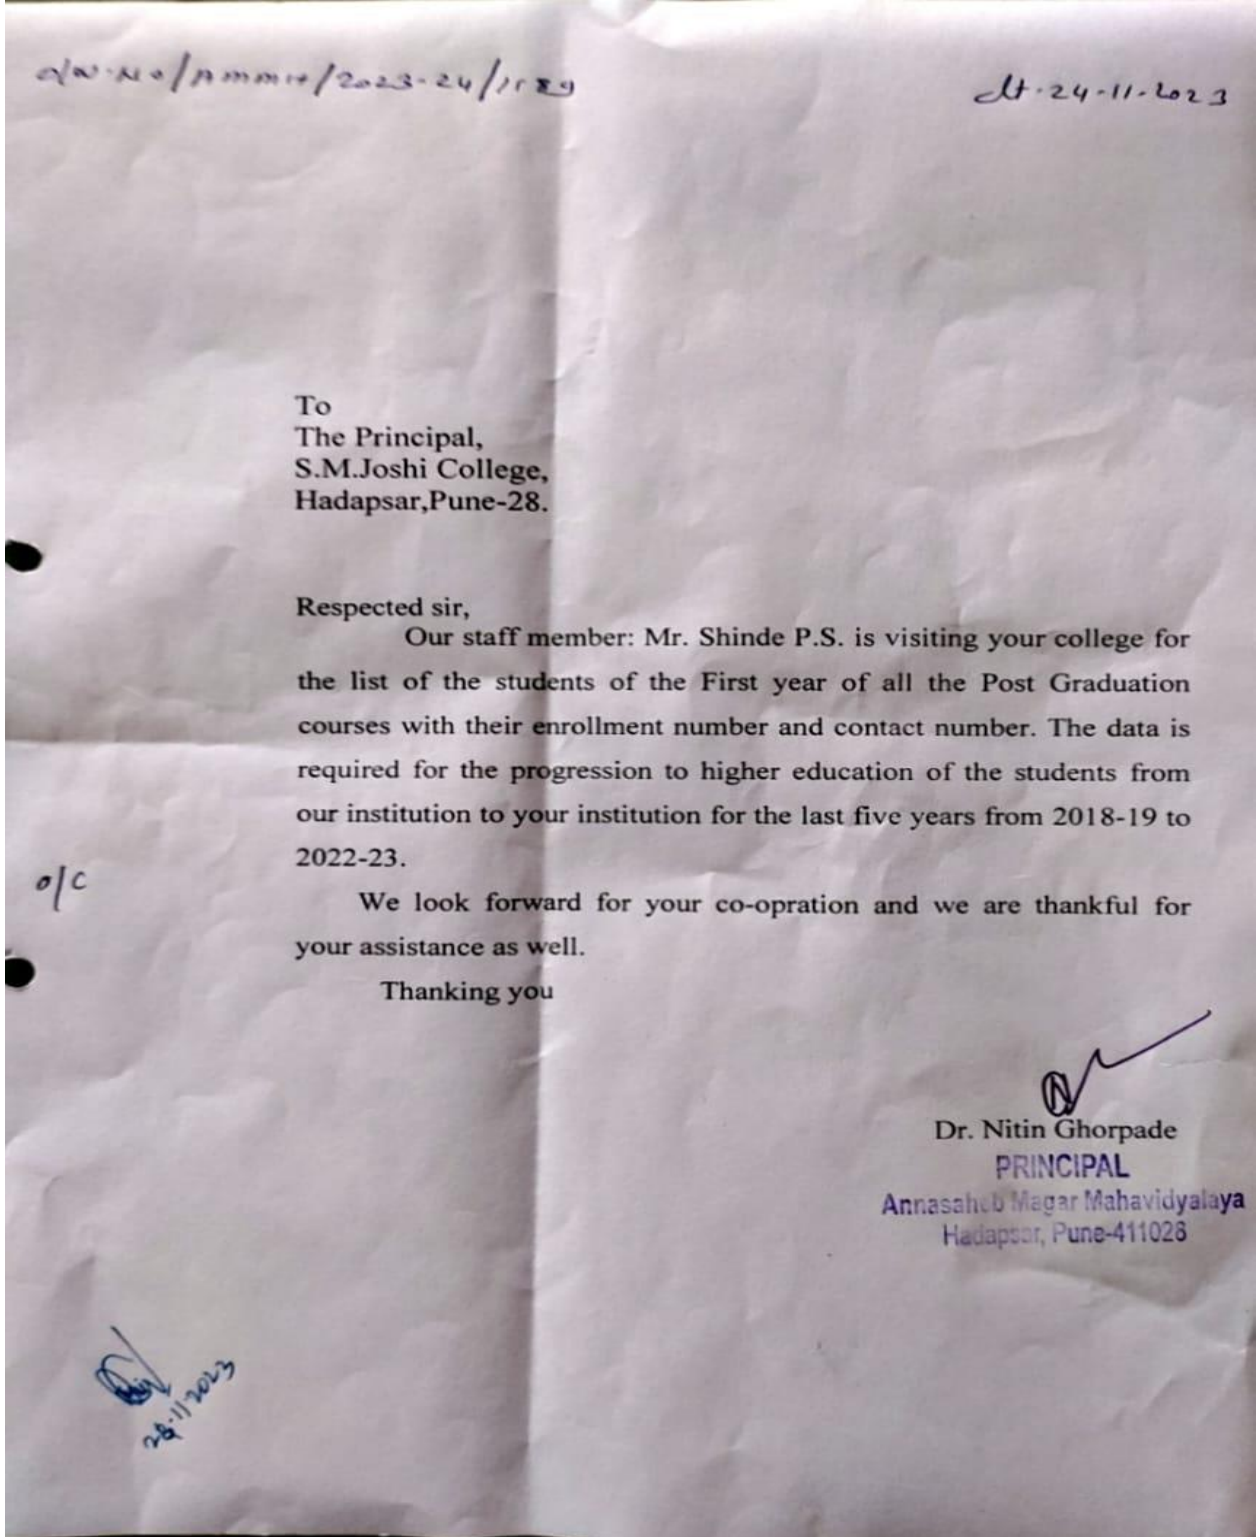 /2023-24/
dt. 24-11-2023
To
The Principal,
S.M.Joshi College,
Hadapsar,Pune-28.
Respected sir,
Our staff member: Mr. Shinde P.S. is visiting your college for
the list of the students of the First year of all the Post Graduation
courses with their enrollment number and contact number. The data is
required for the progression to higher education of the students from
our institution to your institution for the last five years from 2018-19 to
2022-23.
o/c
We look forward for your co-opration and we are thankful for
your assistance as well.
Thanking you
Dr. Nitin Ghorpade
PRINCIPAL
Annasaheb Magar Mahavidyalaya
Hadapsar, Pune-411028
28-11-2023